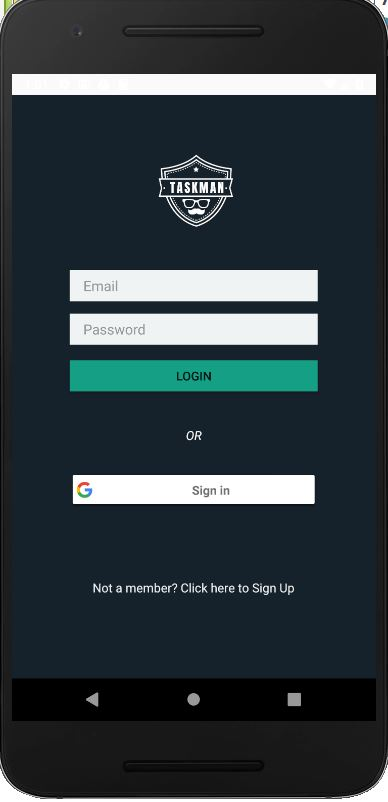 TASKMAN
Email
Password
LOGIN
OR
Sign in
Not a member? Click here to Sign Up